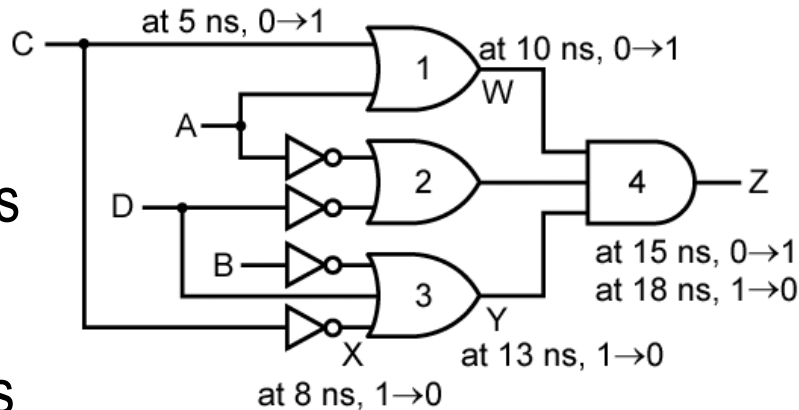 at 5 ns, 0→1
C
1
at 10 ns, 0→1
W
A
s
2
4
Z
D
B
3
at 15 ns, 0→1
at 18 ns, 1→0
Y
X
at 13 ns, 1→0
at 8 ns, 1→0
s